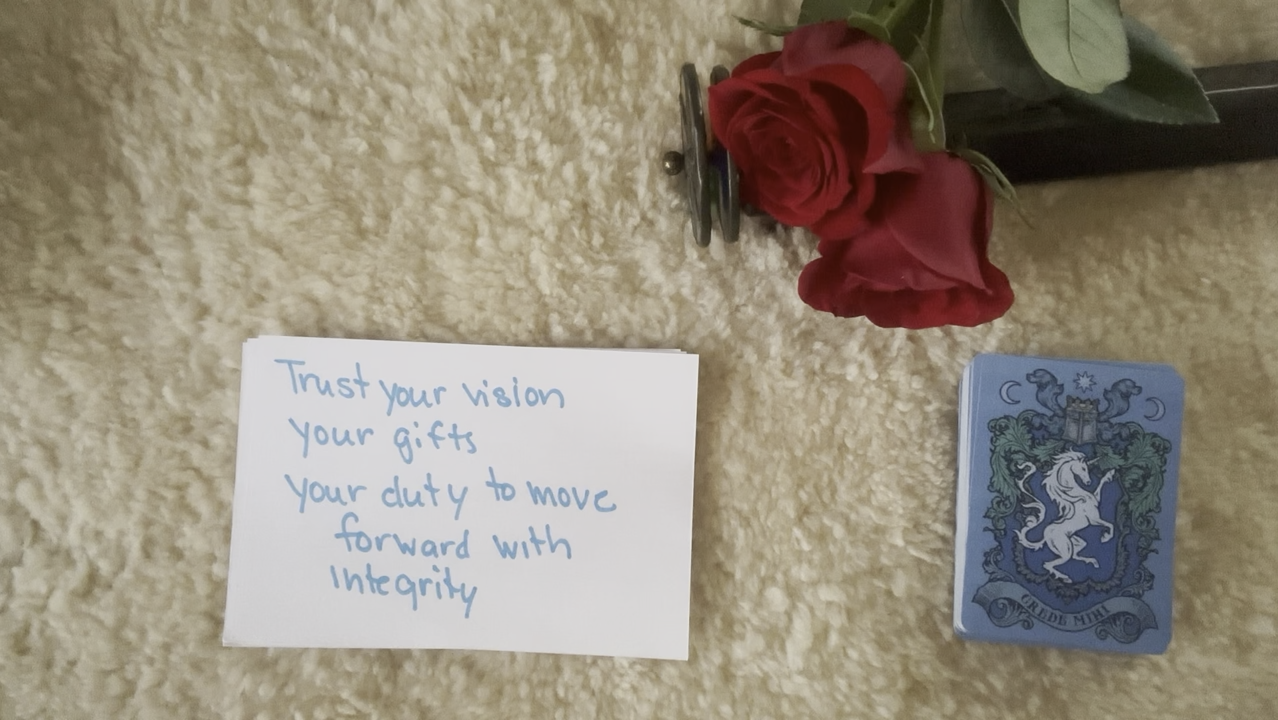 Trust your vision
your gifts
your duty to move
forward with
Integrity
CREDE MIHI